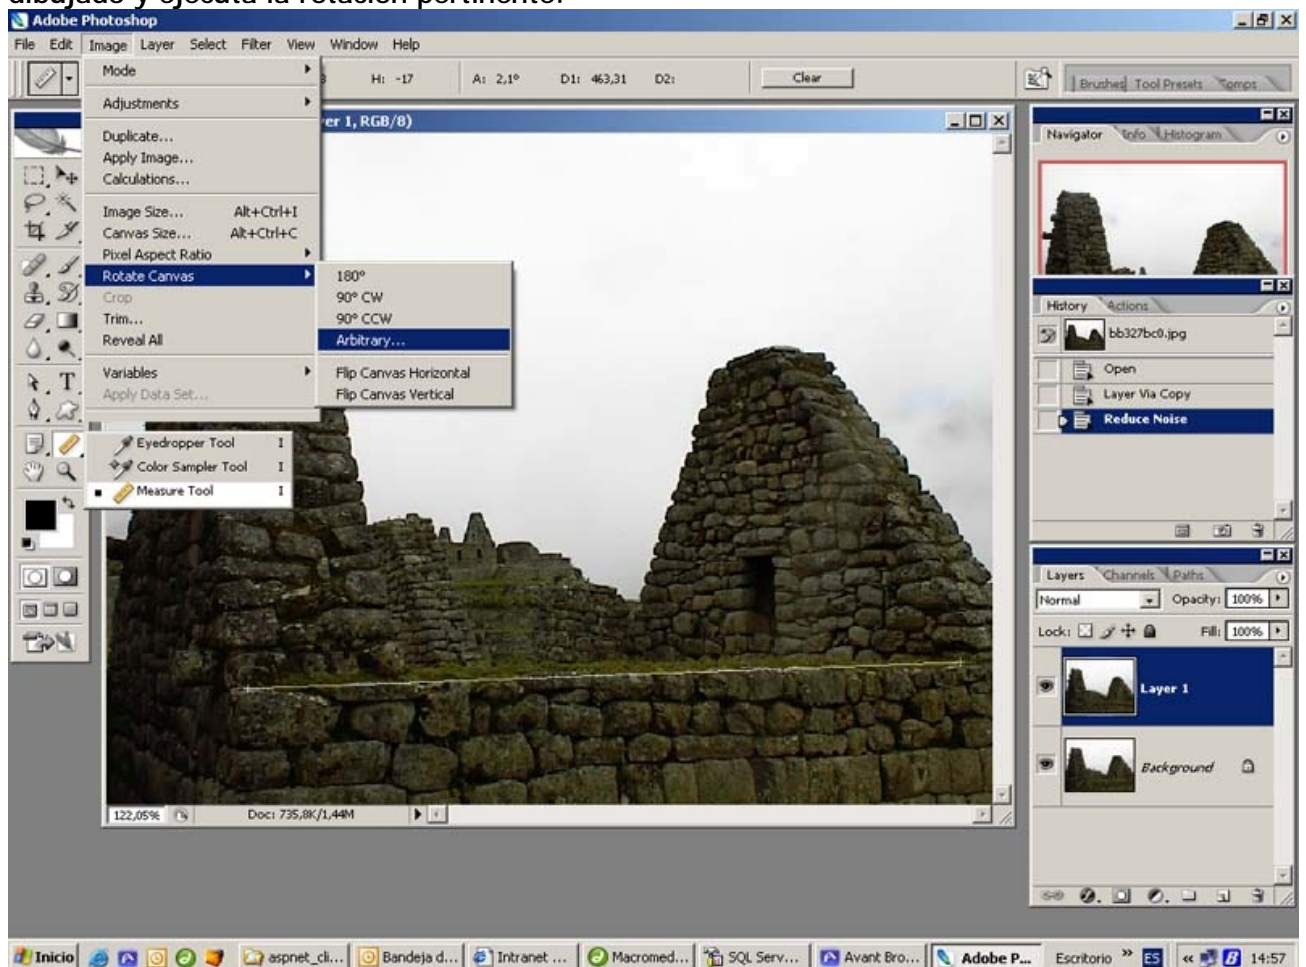 dibujado y ejecuta la rotación pertinente.
Adobe Photoshop
File Edit Image Layer Select Filter View Window Help
H: -17 A: 2,1° D1: 463,31 D2: Clear
Brushes Tool Presets Comps
Mode
Adjustments
Duplicate...
Apply Image...
Calculations...
Image Size... Alt+Ctrl+I
Canvas Size... Alt+Ctrl+C
Pixel Aspect Ratio
Rotate Canvas
Crop
Trim...
Reveal All
Variables
Apply Data Set...
180°
90° CW
90° CCW
Arbitrary...
Flip Canvas Horizontal
Flip Canvas Vertical
Eyedropper Tool I
Color Sampler Tool I
Measure Tool I
T
er 1, RGB/8)
122,05% Doc: 735,8K/1,44M
Navigator Info Histogram
History Actions
bb327bc0.jpg
Open
Layer Via Copy
Reduce Noise
Layers Channels Paths
Normal Opacity: 100%
Lock: Fill: 100%
Layer 1
Background
Inicio aspnet_cli... Bandeja d... Intranet ... Macromed... SQL Serv... Avant Bro... Adobe P... Escritorio » ES « 14:57